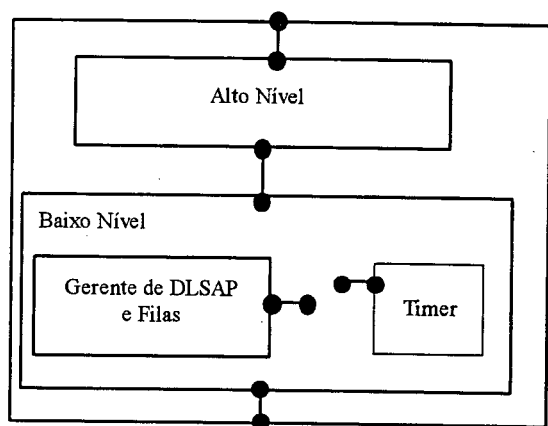 Alto Nível
Baixo Nível
Gerente de DLSAP
e Filas
Timer